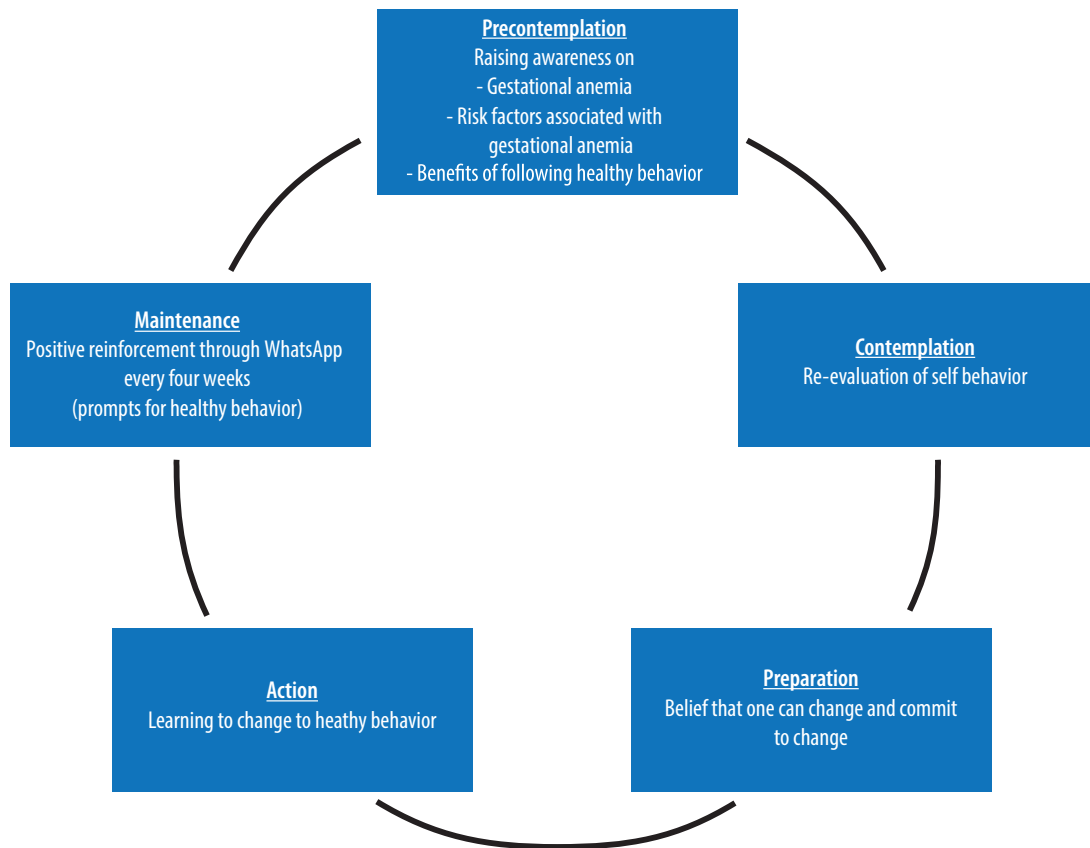 Precontemplation
Raising awareness on
- Gestational anemia
- Risk factors associated with
gestational anemia
- Benefits of following healthy behavior
Contemplation
Re-evaluation of self behavior
Preparation
Belief that one can change and commit
to change
Action
Learning to change to heathy behavior
Maintenance
Positive reinforcement through WhatsApp
every four weeks
(prompts for healthy behavior)